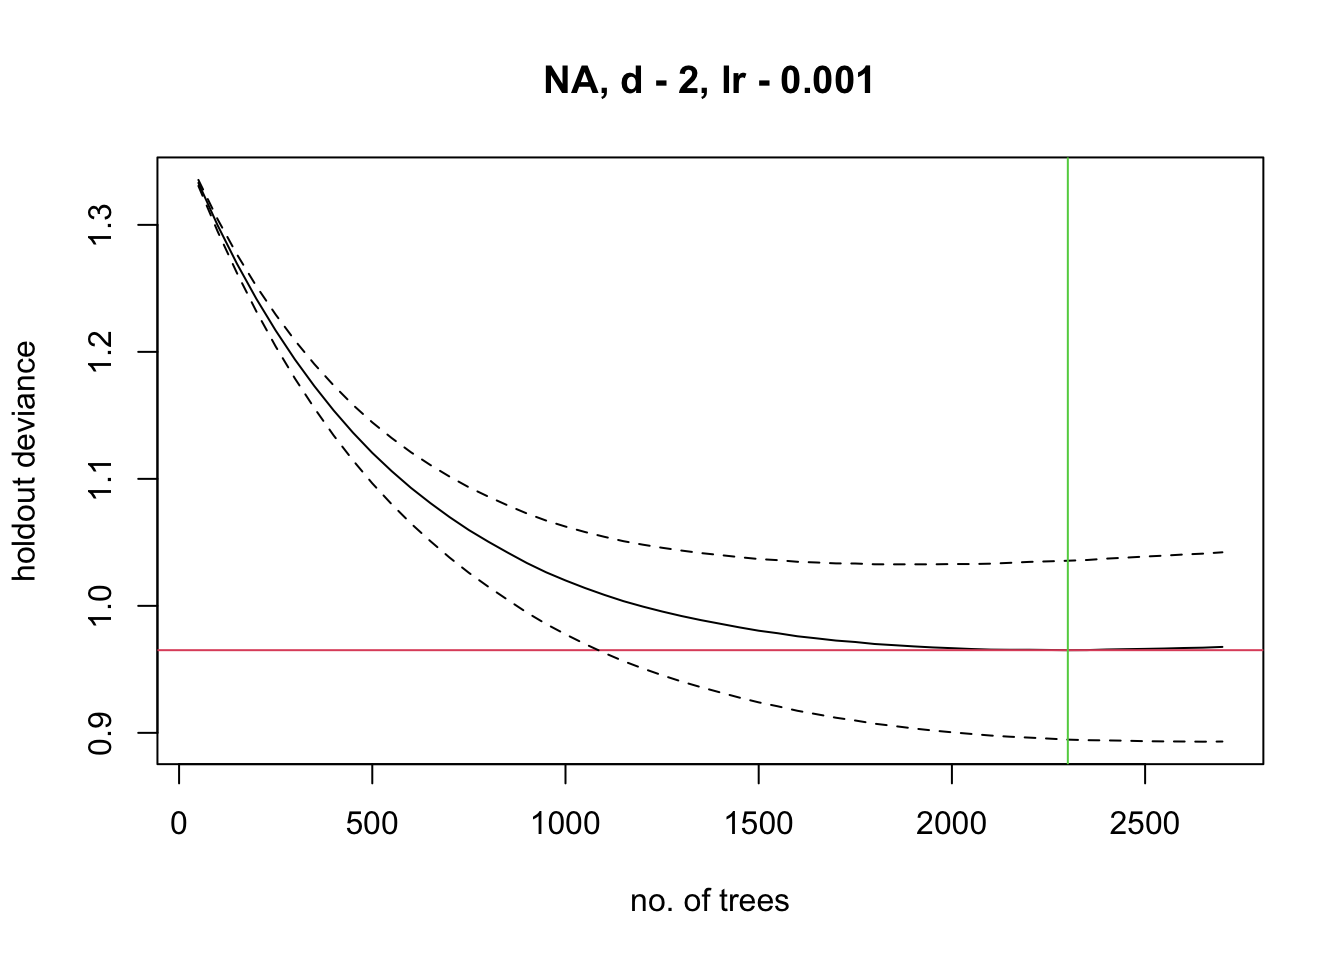 NA, d - 2, lr - 0.001
holdout deviance
1.3
1.2
1.1
1.0
0.9
0 500 1000 1500 2000 2500
no. of trees